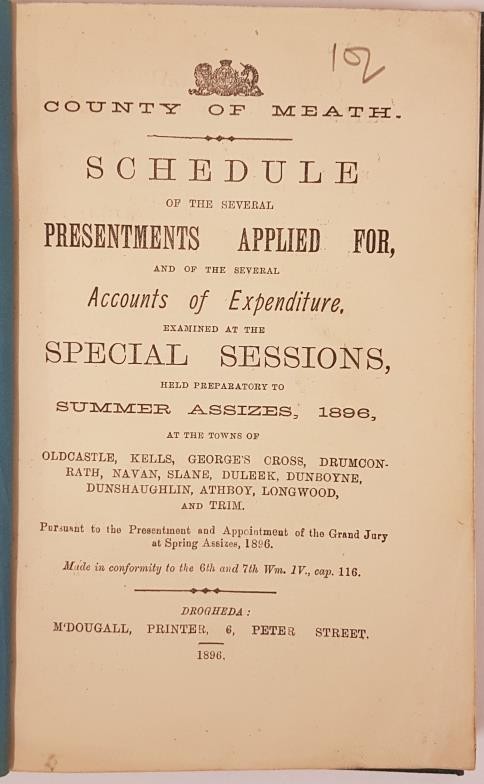 12
COUNTY OF MEATH.
SCHEDULE
OF THE SEVERAL
PRESENTMENTS APPLIED FOR,
AND OF THE SEVERAL
Accounts of Expenditure,
EXAMINED AT THE
SPECIAL SESSIONS,
HELD PREPARATORY TO
SUMMER ASSIZES, 1896,
AT THE TOWNS OF
OLDCASTLE, KELLS, GEORGE'S CROSS, DRUMCON-
RATH, NAVAN, SLANE, DULEEK, DUNBOYNE,
DUNSHAUGHLIN, ATHBOY, LONGWOOD,
AND TRIM.
Pursuant to the Presentment and Appointment of the Grand Jury
at Spring Assizes, 1896.
Made in conformity to the 6th and 7th Wm. IV., cap. 116.
DROGHEDA:
M'DOUGALL, PRINTER, 6, PETER STREET.
1896.